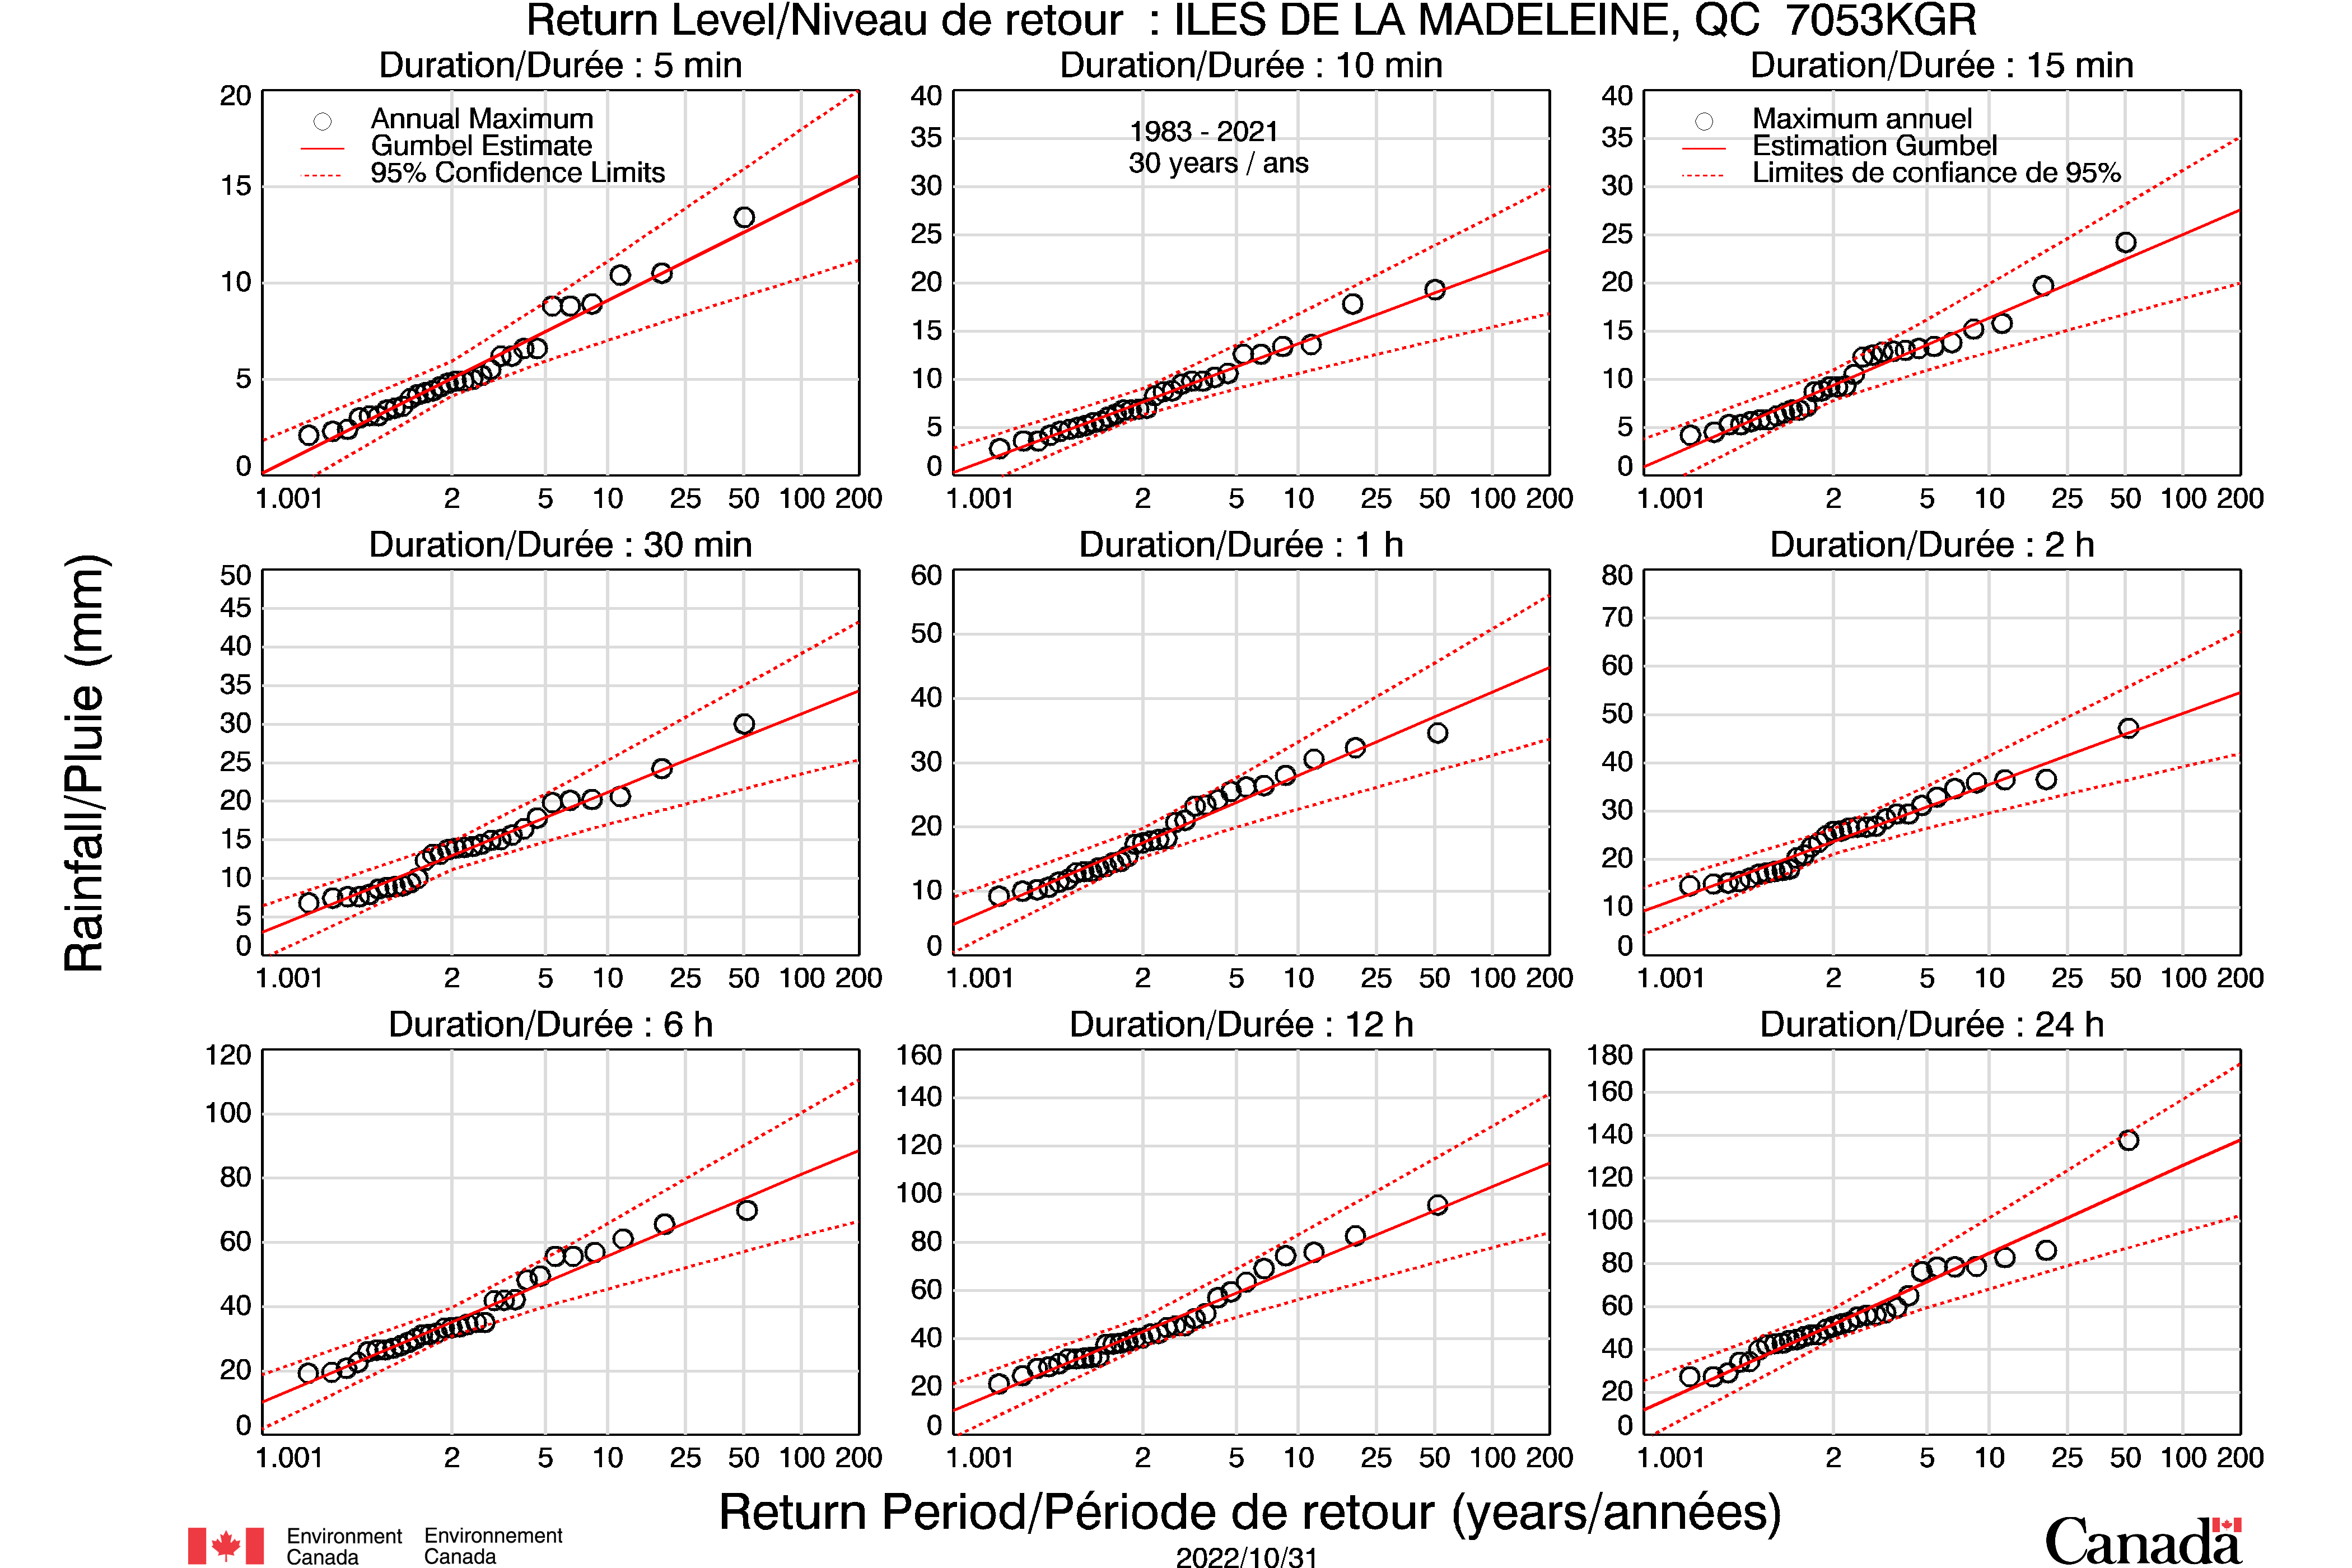 Return Level/Niveau de retour : ILES DE LA MADELEINE, QC 7053KGR
Duration/Durée : 5 min
20
15
10
5
0
Annual Maximum
Gumbel Estimate
95% Confidence Limits
1.001 2 5 10 25 50 100 200
Duration/Durée : 10 min
40
35
30
25
20
15
10
5
0
1983 - 2021
30 years / ans
1.001 2 5 10 25 50 100 200
Duration/Durée : 15 min
40
35
30
25
20
15
10
5
0
Maximum annuel
Estimation Gumbel
Limites de confiance de 95%
1.001 2 5 10 25 50 100 200
Rainfall/Pluie (mm)
Duration/Durée : 30 min
50
45
40
35
30
25
20
15
10
5
0
1.001 2 5 10 25 50 100 200
Duration/Durée : 1 h
60
50
40
30
20
10
0
1.001 2 5 10 25 50 100 200
Duration/Durée : 2 h
80
70
60
50
40
30
20
10
0
1.001 2 5 10 25 50 100 200
Duration/Durée : 6 h
120
100
80
60
40
20
0
1.001 2 5 10 25 50 100 200
Duration/Durée : 12 h
160
140
120
100
80
60
40
20
0
1.001 2 5 10 25 50 100 200
Duration/Durée : 24 h
180
160
140
120
100
80
60
40
20
0
1.001 2 5 10 25 50 100 200
Return Period/Période de retour (years/années)
Environment Canada
Environnement Canada
2022/10/31
Canada